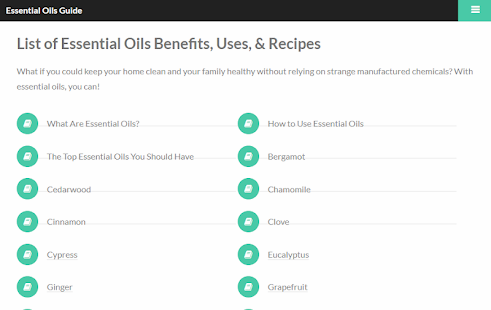 Essential Oils Guide
List of Essential Oils Benefits, Uses, & Recipes
What if you could keep your home clean and your family healthy without relying on strange manufactured chemicals? With
essential oils, you can!
What Are Essential Oils?
How to Use Essential Oils
The Top Essential Oils You Should Have
Bergamot
Cedarwood
Chamomile
Cinnamon
Clove
Cypress
Eucalyptus
Ginger
Grapefruit